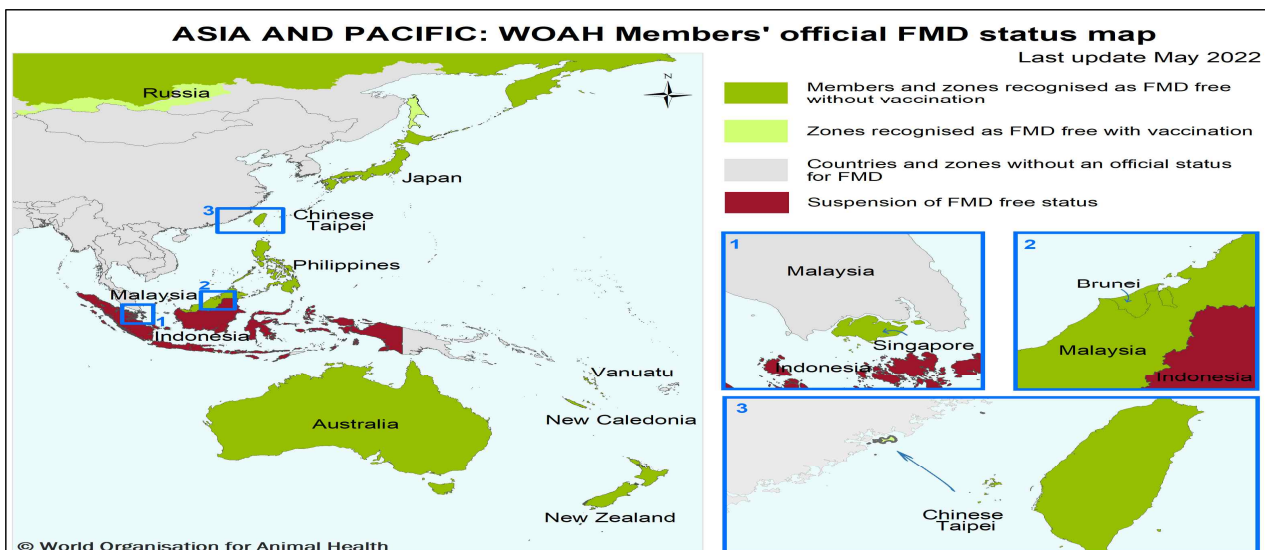 ASIA AND PACIFIC: WOAH Members' official FMD status map
Last update May 2022
Members and zones recognised as FMD free
without vaccination
Zones recognised as FMD free with vaccination
Countries and zones without an official status
for FMD
Suspension of FMD free status
N
Russia
Japan
3
Chinese
Taipei
Philippines
Malaysia
2
1
Indonesia
Vanuatu
New Caledonia
Australia
New Zealand
© World Organisation for Animal Health
1
Malaysia
Singapore
Indonesia
2
Brunei
Malaysia
Indonesia
3
Chinese
Taipei